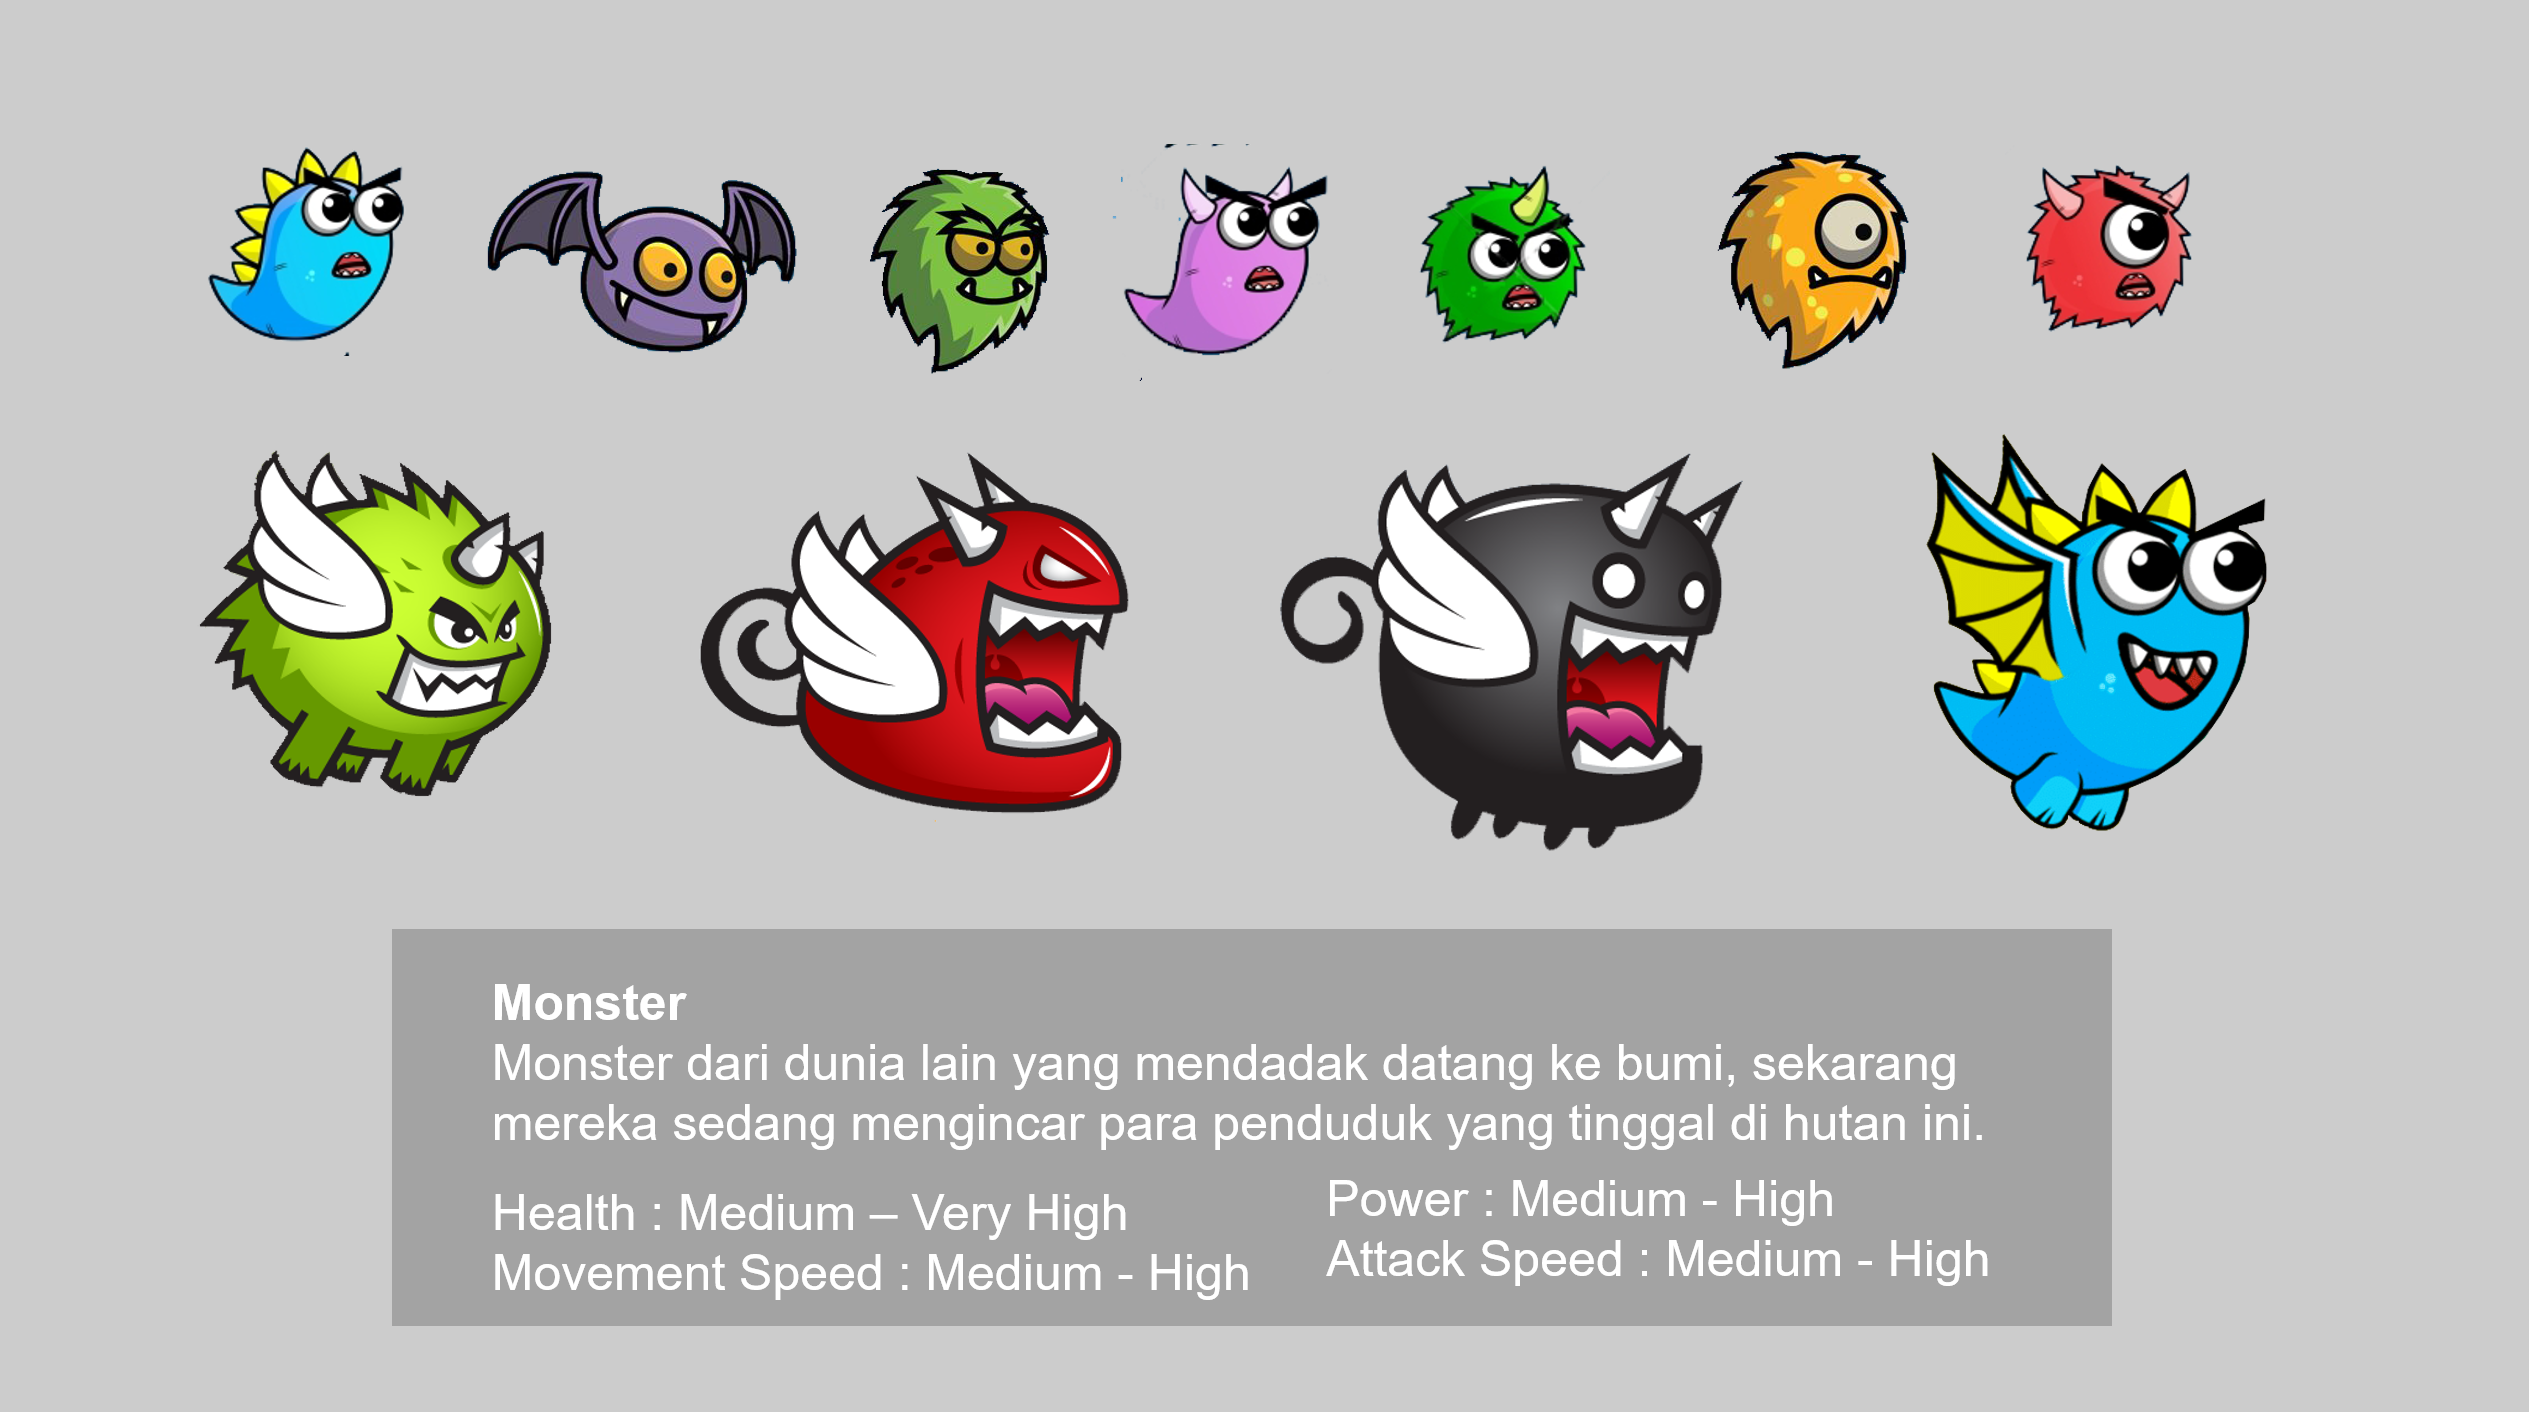 Monster
Monster dari dunia lain yang mendadak datang ke bumi, sekarang
mereka sedang mengincar para penduduk yang tinggal di hutan ini.
Health : Medium – Very High
Movement Speed : Medium - High
Power : Medium - High
Attack Speed : Medium - High